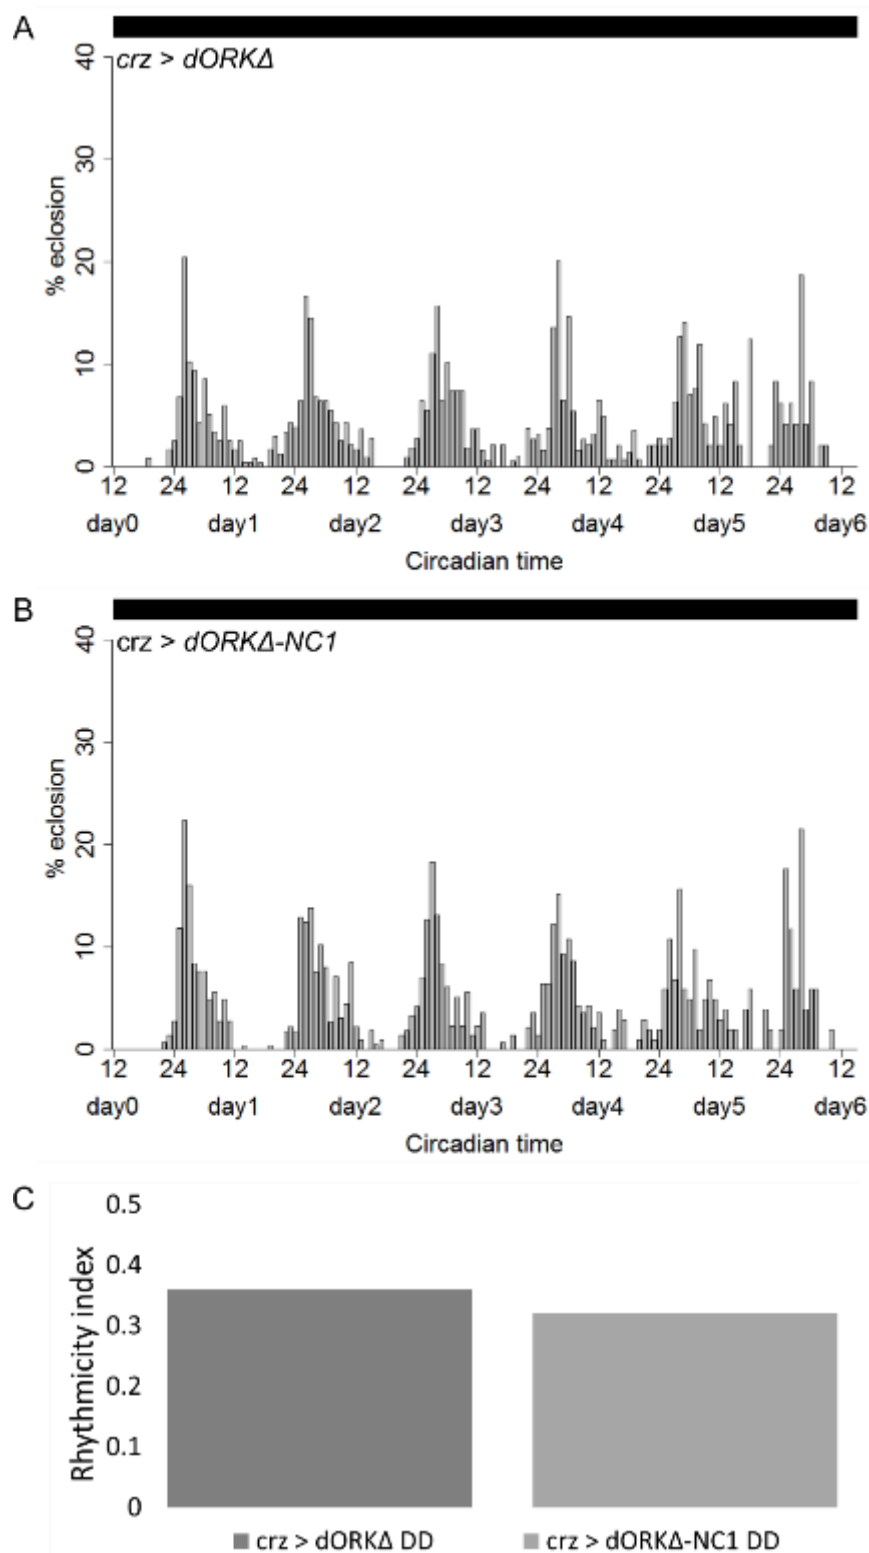 A
crz > dORKΔ
40
30
20
10
0
% eclosion
12 24 12 24 12 24 12 24 12 24 12 24 12
day0 day1 day2 day3 day4 day5 day6
Circadian time
B
crz > dORKΔ-NC1
40
30
20
10
0
% eclosion
12 24 12 24 12 24 12 24 12 24 12 24 12
day0 day1 day2 day3 day4 day5 day6
Circadian time
C
0.5
0.4
0.3
0.2
0.1
0
Rhythmicity index
crz > dORKΔ DD crz > dORKΔ-NC1 DD